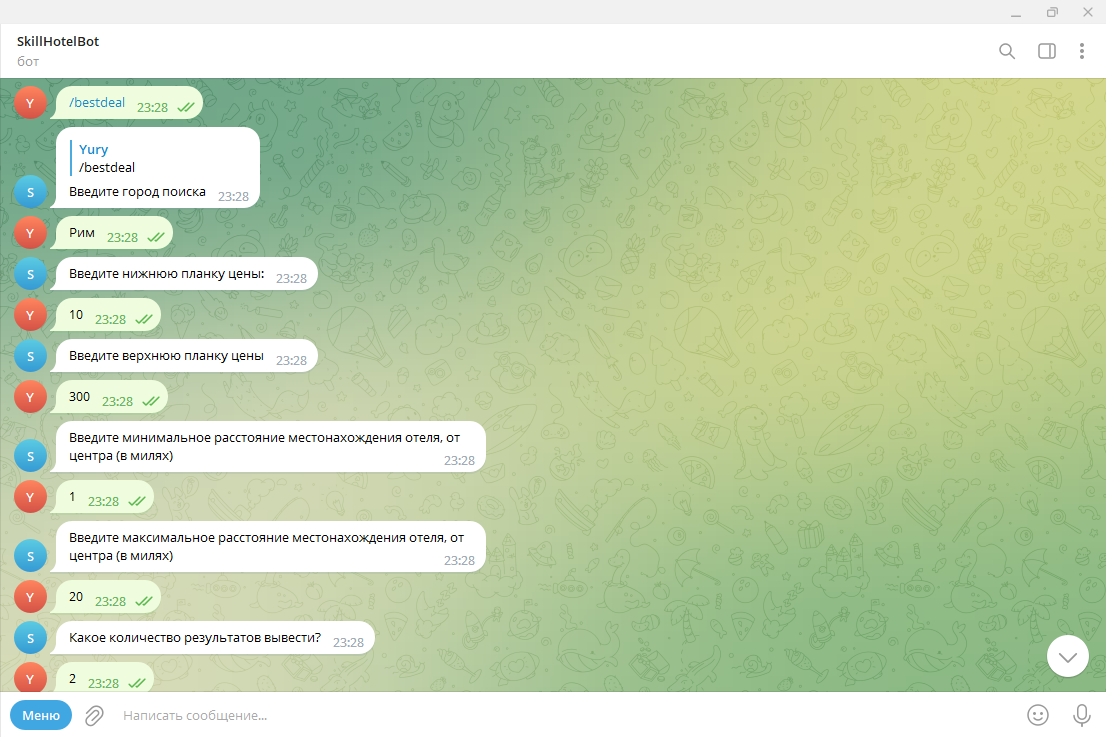 SkillHotelBot
бот
Y
/bestdeal 23:28
Yury
/bestdeal
S
Введите город поиска 23:28
Y
Рим 23:28
S
Введите нижнюю планку цены: 23:28
Y
10 23:28
S
Введите верхнюю планку цены 23:28
Y
300 23:28
Введите минимальное расстояние местонахождения отеля, от
S
центра (в милях) 23:28
Y
1 23:28
Введите максимальное расстояние местонахождения отеля, от
S
центра (в милях) 23:28
Y
20 23:28
S
Какое количество результатов вывести? 23:28
Y
2 23:28
Меню
Написать сообщение...